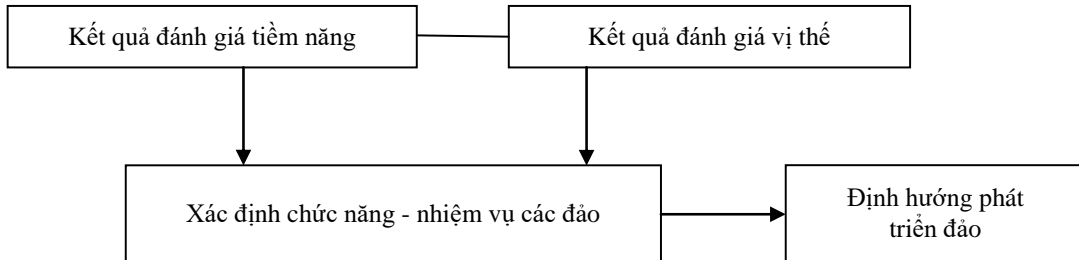 Kết quả đánh giá tiềm năng
Kết quả đánh giá vị thế
Xác định chức năng - nhiệm vụ các đảo
Định hướng phát
triển đảo